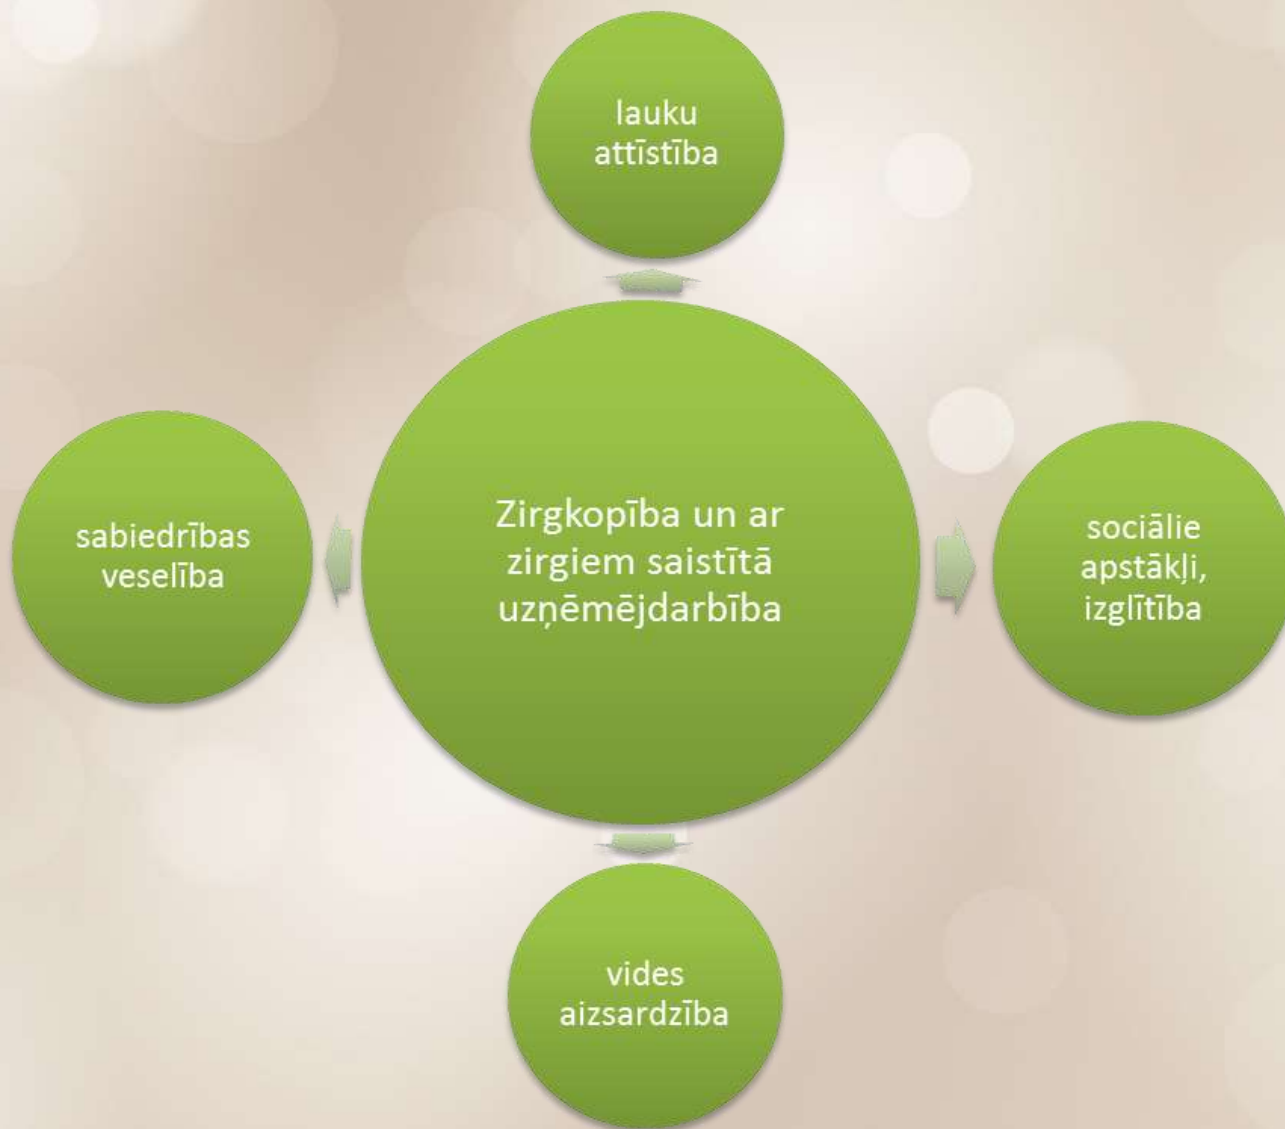 lauku
attīstība
sabiedrības
veselība
Zirgkopība un ar
zirgiem saistītā
uzņēmējdarbība
sociālie
apstākļi,
izglītība
vides
aizsardzība